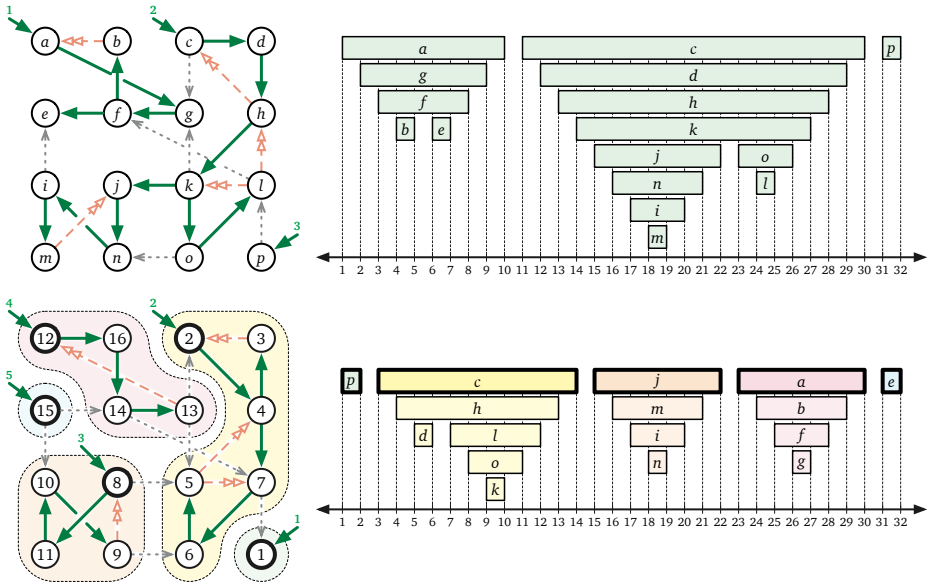 1 2
a b c d
a c p
g d
f h
e f g h
b e k
j o
i j k l
n l
i
3
m
m n o p
1 2 3 4 5 6 7 8 9 10 11 12 13 14 15 16 17 18 19 20 21 22 23 24 25 26 27 28 29 30 31 32
4 2
12 16 2 3
5
p c j a e
15 14 13 4
h m b
d l i f
3
o n g
10 8 5 7
k
1 2 3 4 5 6 7 8 9 10 11 12 13 14 15 16 17 18 19 20 21 22 23 24 25 26 27 28 29 30 31 32
1
11 9 6 1